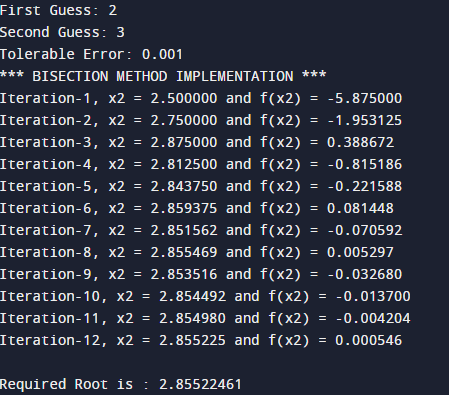 First Guess: 2
Second Guess: 3
Tolerable Error: 0.001
*** BISECTION METHOD IMPLEMENTATION ***
Iteration-1, x2 = 2.500000 and f(x2) = -5.875000
Iteration-2, x2 = 2.750000 and f(x2) = -1.953125
Iteration-3, x2 = 2.875000 and f(x2) = 0.388672
Iteration-4, x2 = 2.812500 and f(x2) = -0.815186
Iteration-5, x2 = 2.843750 and f(x2) = -0.221588
Iteration-6, x2 = 2.859375 and f(x2) = 0.081448
Iteration-7, x2 = 2.851562 and f(x2) = -0.070592
Iteration-8, x2 = 2.855469 and f(x2) = 0.005297
Iteration-9, x2 = 2.853516 and f(x2) = -0.032680
Iteration-10, x2 = 2.854492 and f(x2) = -0.013700
Iteration-11, x2 = 2.854980 and f(x2) = -0.004204
Iteration-12, x2 = 2.855225 and f(x2) = 0.000546
Required Root is : 2.85522461